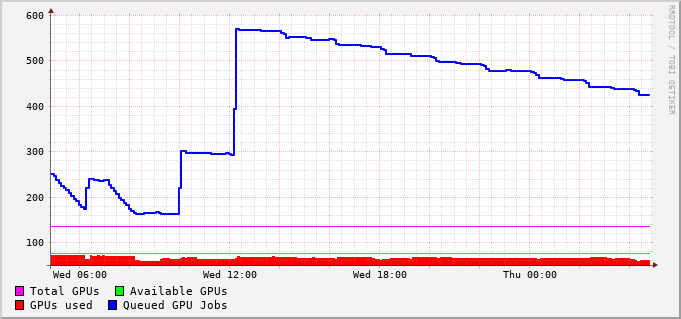 600
500
400
300
200
100
Wed 06:00 Wed 12:00 Wed 18:00 Thu 00:00
Total GPUs Available GPUs
GPUs used Queued GPU Jobs
RRDTOOL / TOBI OETIKER